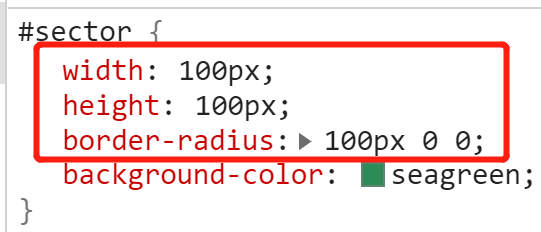 #sector {
width: 100px;
height: 100px;
border-radius: 100px 0 0;
background-color: seagreen;
}